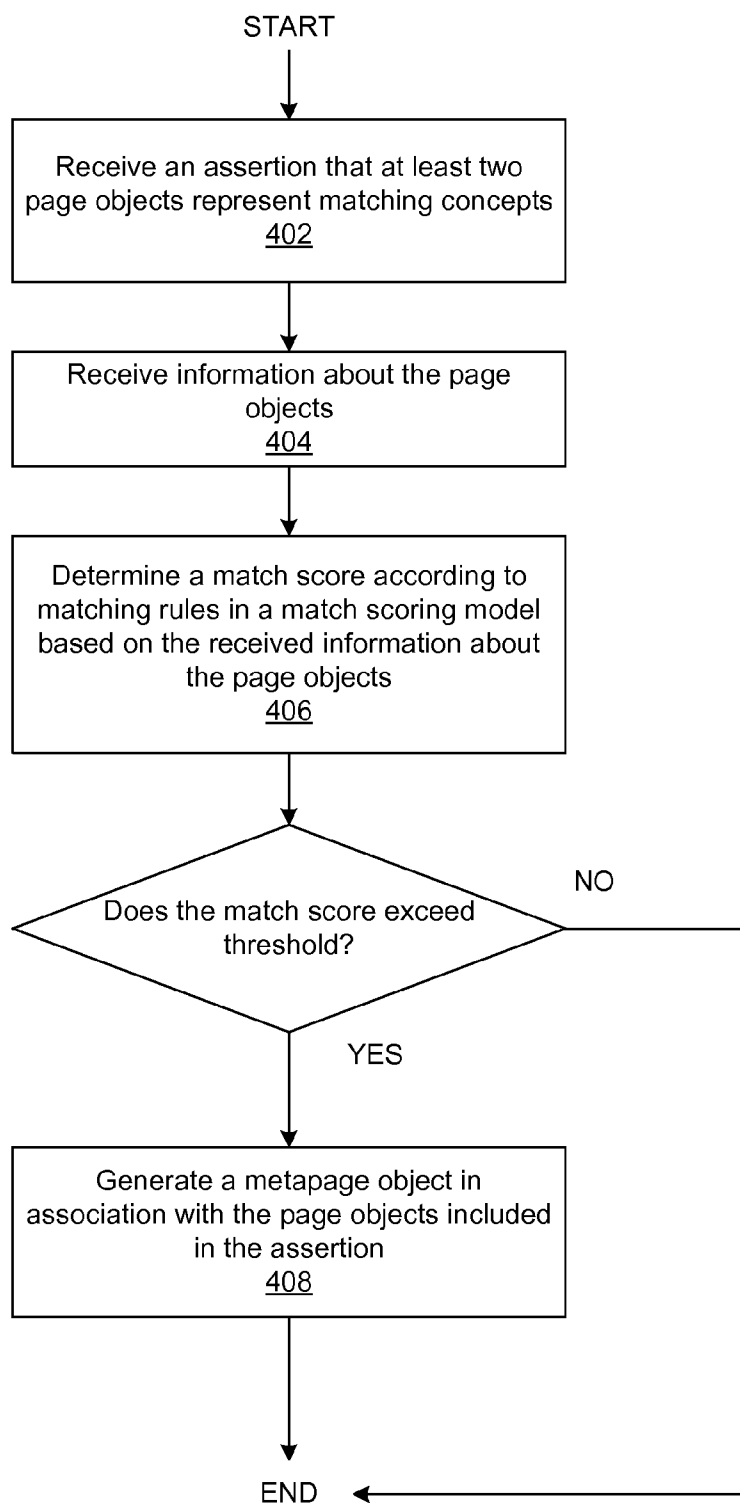 START
Receive an assertion that at least two
page objects represent matching concepts
402
Receive information about the page
objects
404
Determine a match score according to
matching rules in a match scoring model
based on the received information about
the page objects
406
Does the match score exceed
threshold?
NO
YES
Generate a metapage object in
association with the page objects included
in the assertion
408
END